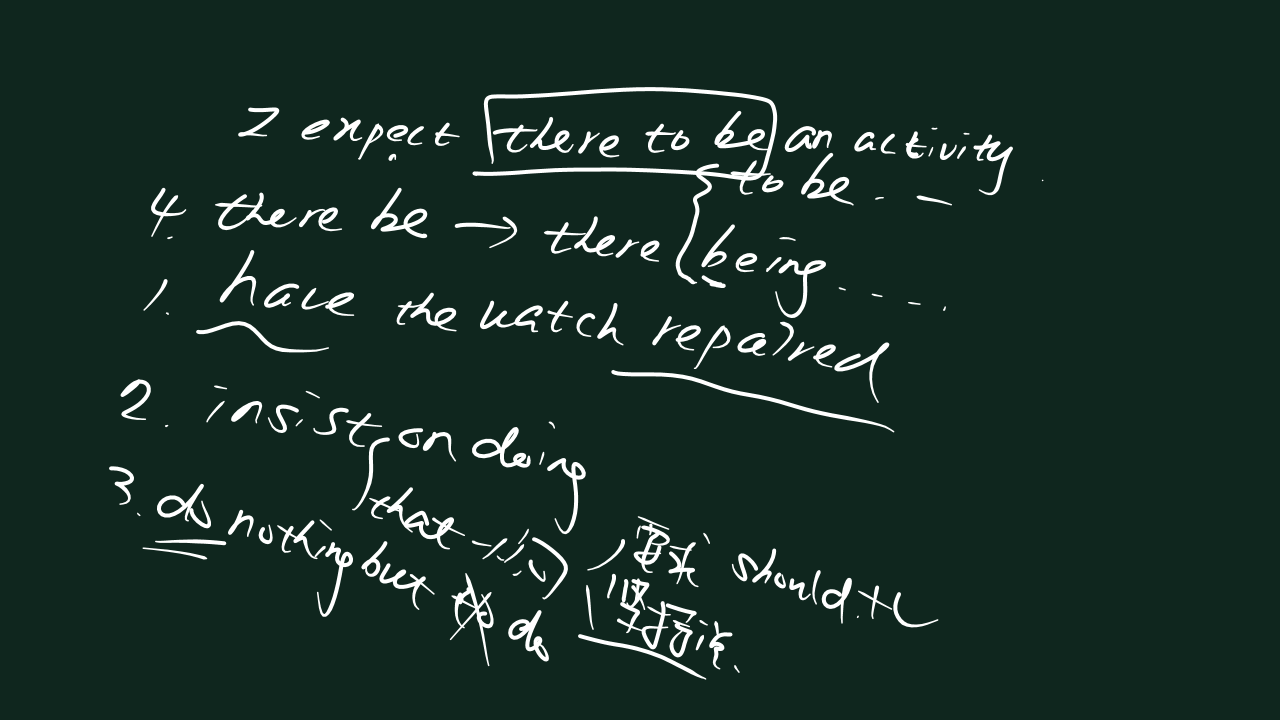 I expect there to be an activity
4. there be → there { to be . —
being - - - - .
1. have the watch repaired
2. insist on doing
that - 要求 should + V
坚持说
3. do nothing but to do